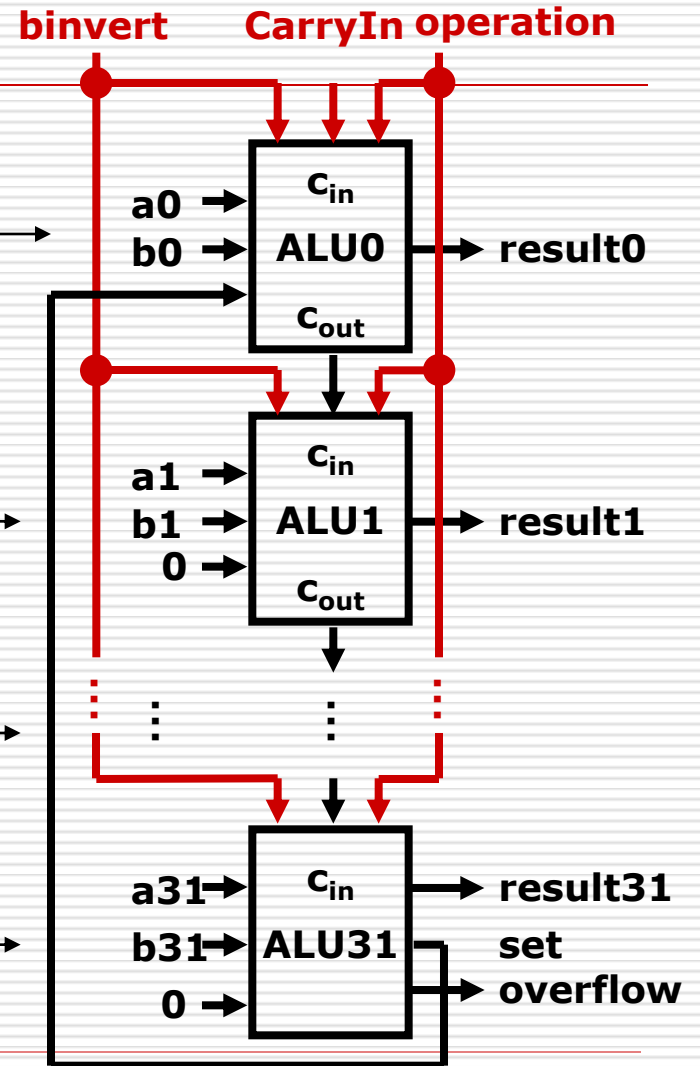 binvert CarryIn operation
cin
a0
b0 ALU0 result0
cout
cin
a1
b1 ALU1 result1
0
cout
⋮ ⋮ ⋮ ⋮
cin
a31 result31
b31 ALU31 set
overflow
0